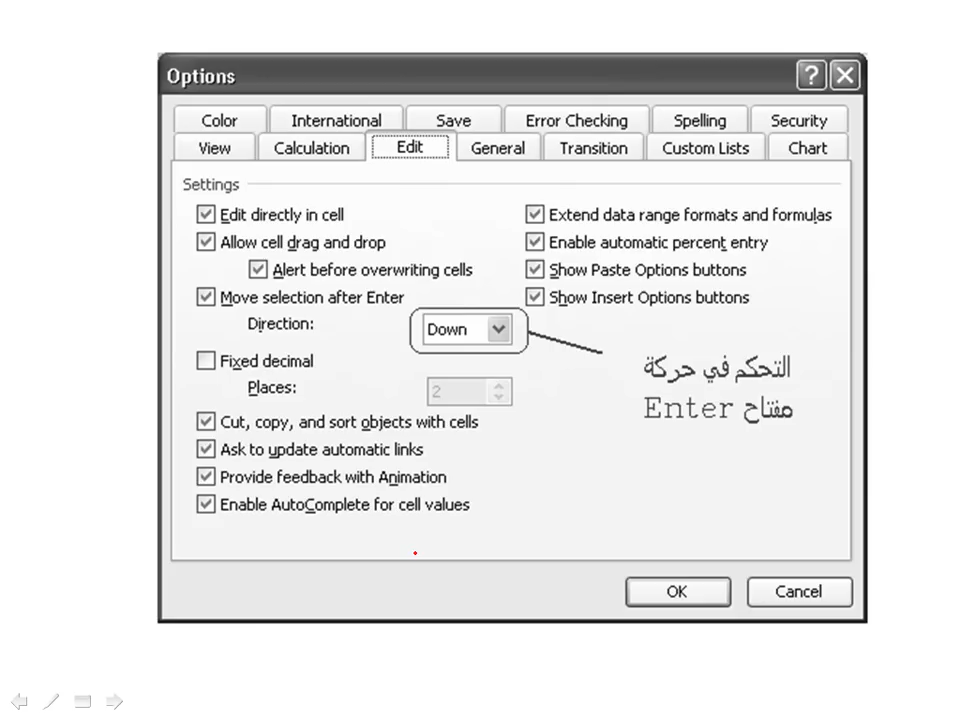 Options
Color International Save Error Checking Spelling Security
View Calculation Edit General Transition Custom Lists Chart
Settings
Edit directly in cell
Allow cell drag and drop
Alert before overwriting cells
Move selection after Enter
Direction: Down
Fixed decimal
Places: 2
Cut, copy, and sort objects with cells
Ask to update automatic links
Provide feedback with Animation
Enable AutoComplete for cell values
Extend data range formats and formulas
Enable automatic percent entry
Show Paste Options buttons
Show Insert Options buttons
التحكم في حركة
مفتاح Enter
OK Cancel